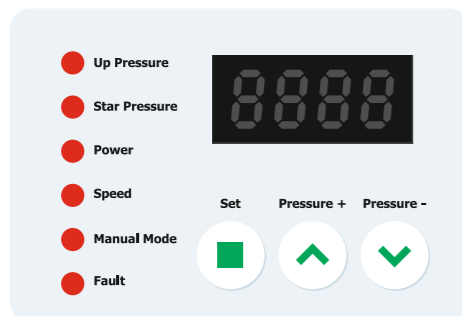 Up Pressure
Star Pressure
Power
Speed
Manual Mode
Fault
8888
Set
Pressure +
Pressure -